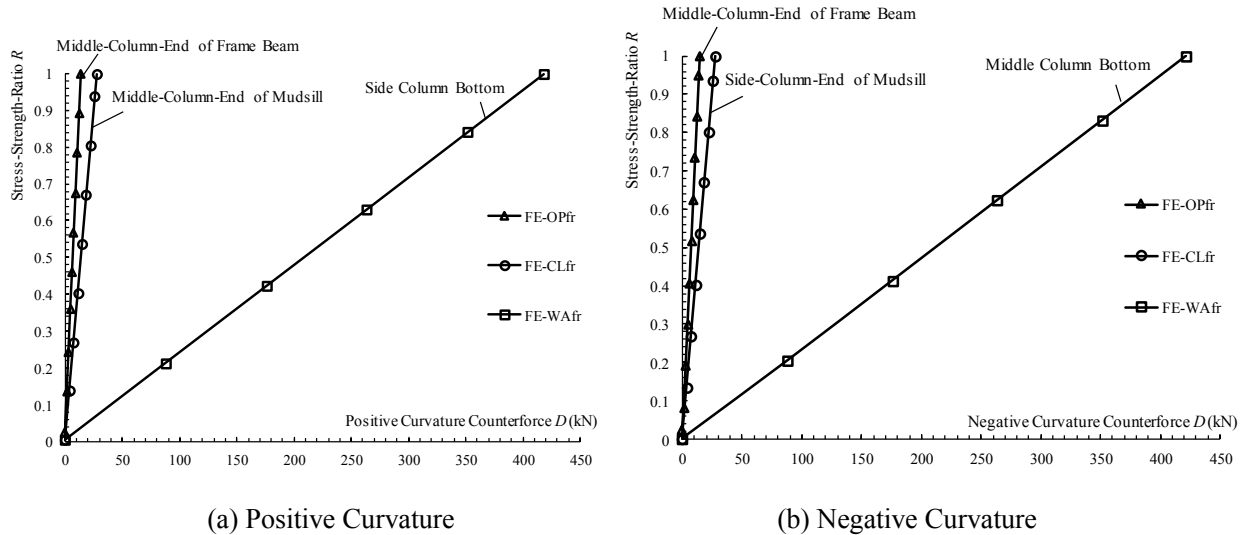 Middle-Column-End of Frame Beam
Middle-Column-End of Mudsill
Side Column Bottom
Stress-Strength-Ratio R
1
0.9
0.8
0.7
0.6
0.5
0.4
0.3
0.2
0.1
0
FE-OPfr
FE-CLfr
FE-WAfr
Positive Curvature Counterforce D (kN)
0 50 100 150 200 250 300 350 400 450
(a) Positive Curvature
Middle-Column-End of Frame Beam
Side-Column-End of Mudsill
Middle Column Bottom
Stress-Strength-Ratio R
1
0.9
0.8
0.7
0.6
0.5
0.4
0.3
0.2
0.1
0
FE-OPfr
FE-CLfr
FE-WAfr
Negative Curvature Counterforce D (kN)
0 50 100 150 200 250 300 350 400 450
(b) Negative Curvature